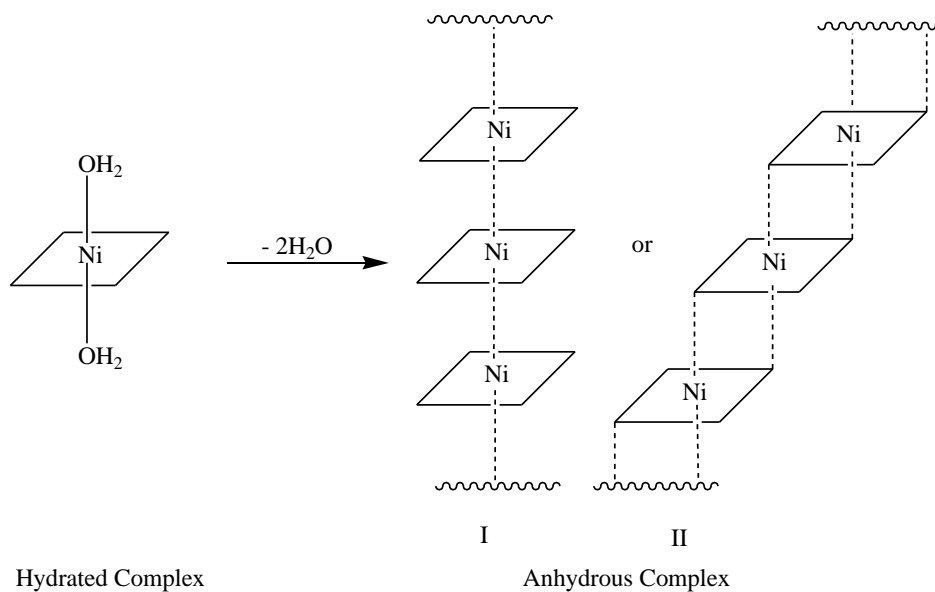 OH₂
Ni
OH₂
- 2H₂O
Ni
Ni
Ni
or
Ni
Ni
Ni
I
II
Hydrated Complex
Anhydrous Complex